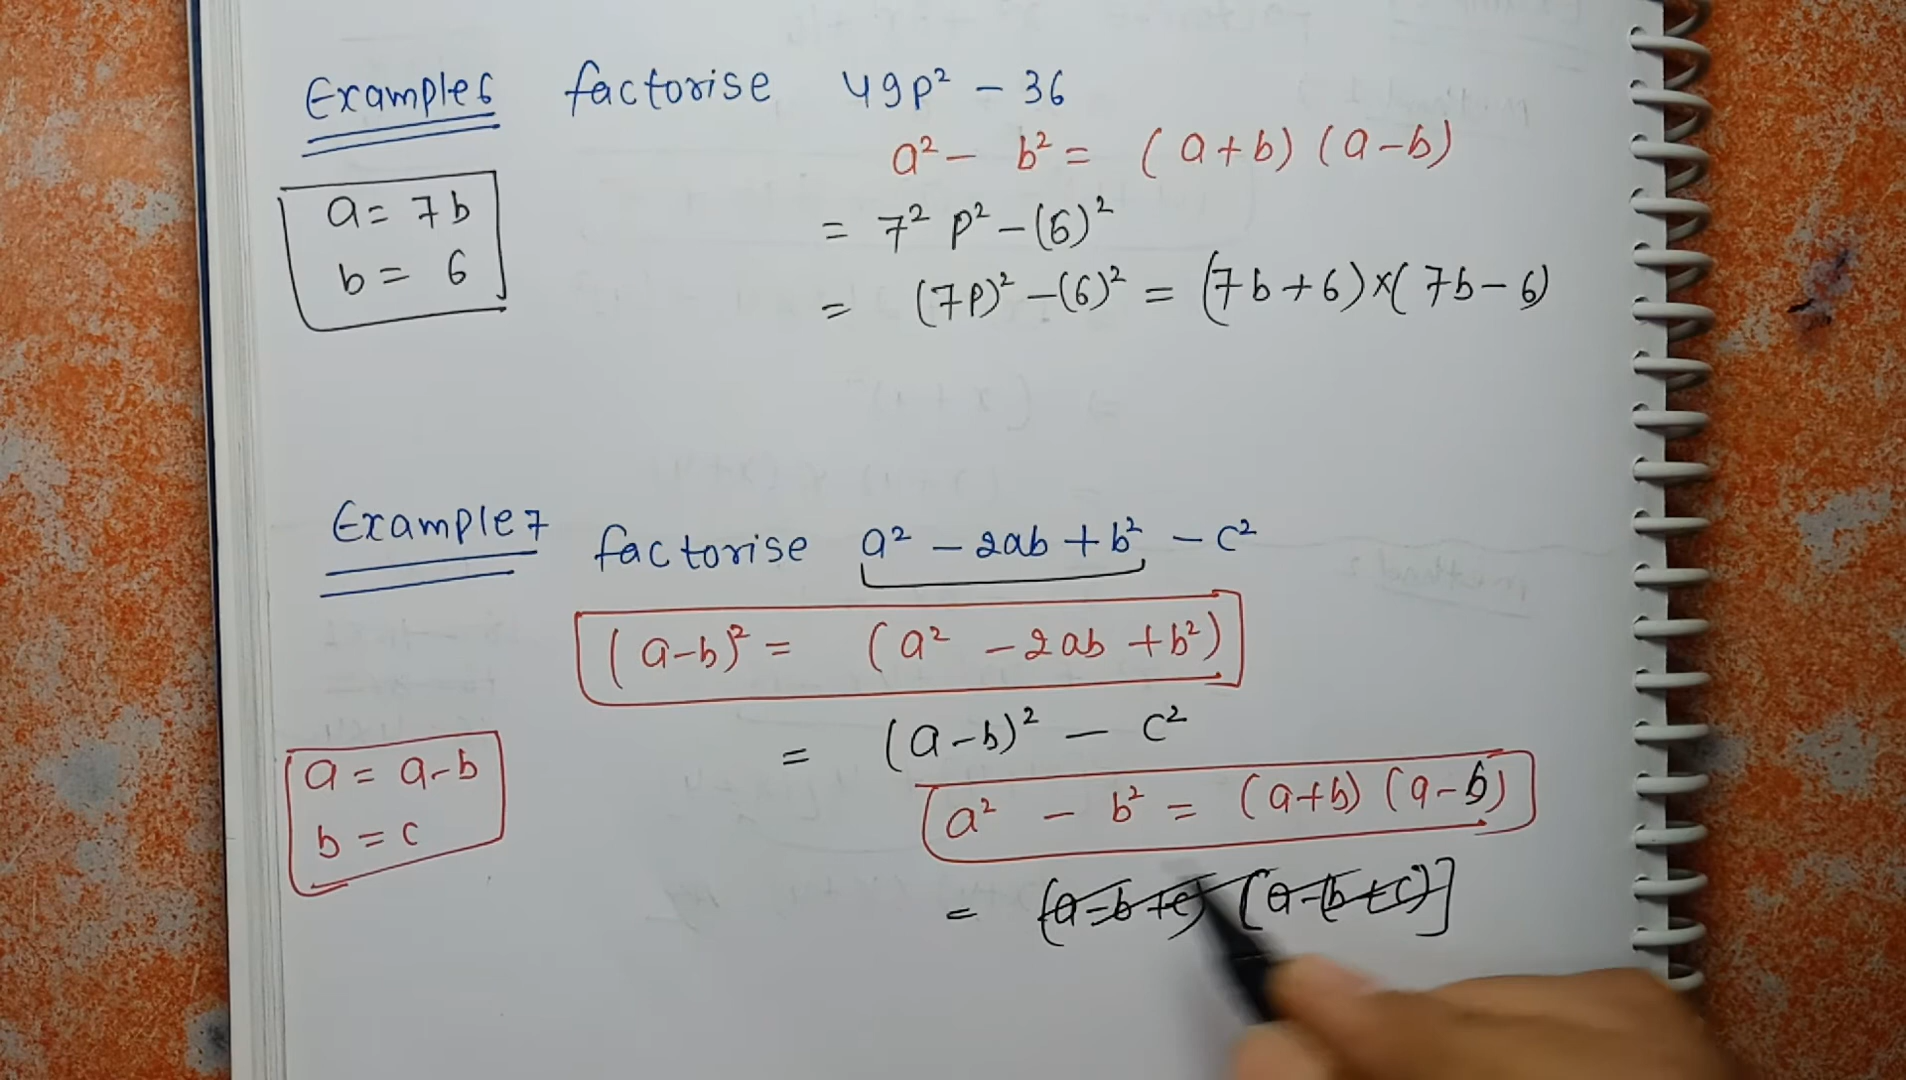 Example6 factorise 49p² - 36
a² - b² = (a+b) (a-b)
a = 7b
b = 6
= 7² p² - (6)²
= (7P)² - (6)² = (7b+6)×(7b-6)
Example7 factorise a² - 2ab + b² - c²
(a-b)² = (a² - 2ab + b²)
= (a-b)² - c²
a = a-b
b = c
a² - b² = (a+b) (a-b)
= (a-b+c) [a-(b+c)]